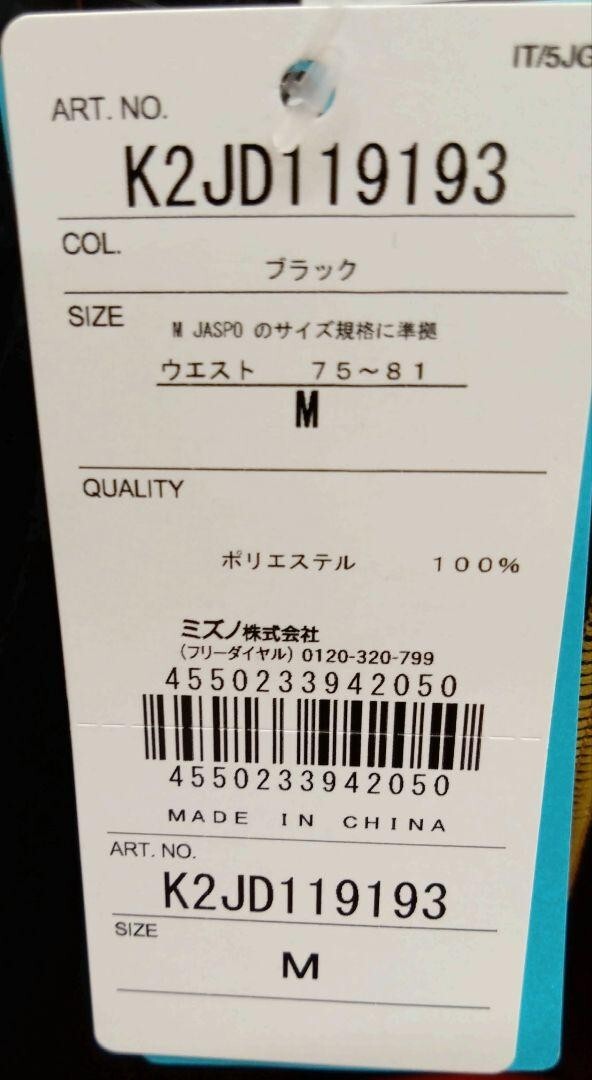 IT/5JG
ART. NO.
K2JD119193
COL.
ブラック
SIZE
M JASPO のサイズ規格に準拠
ウエスト 75～81
M
QUALITY
ポリエステル 100%
ミズノ株式会社
(フリーダイヤル) 0120-320-799
4550233942050
4550233942050
MADE IN CHINA
ART. NO.
K2JD119193
SIZE
M